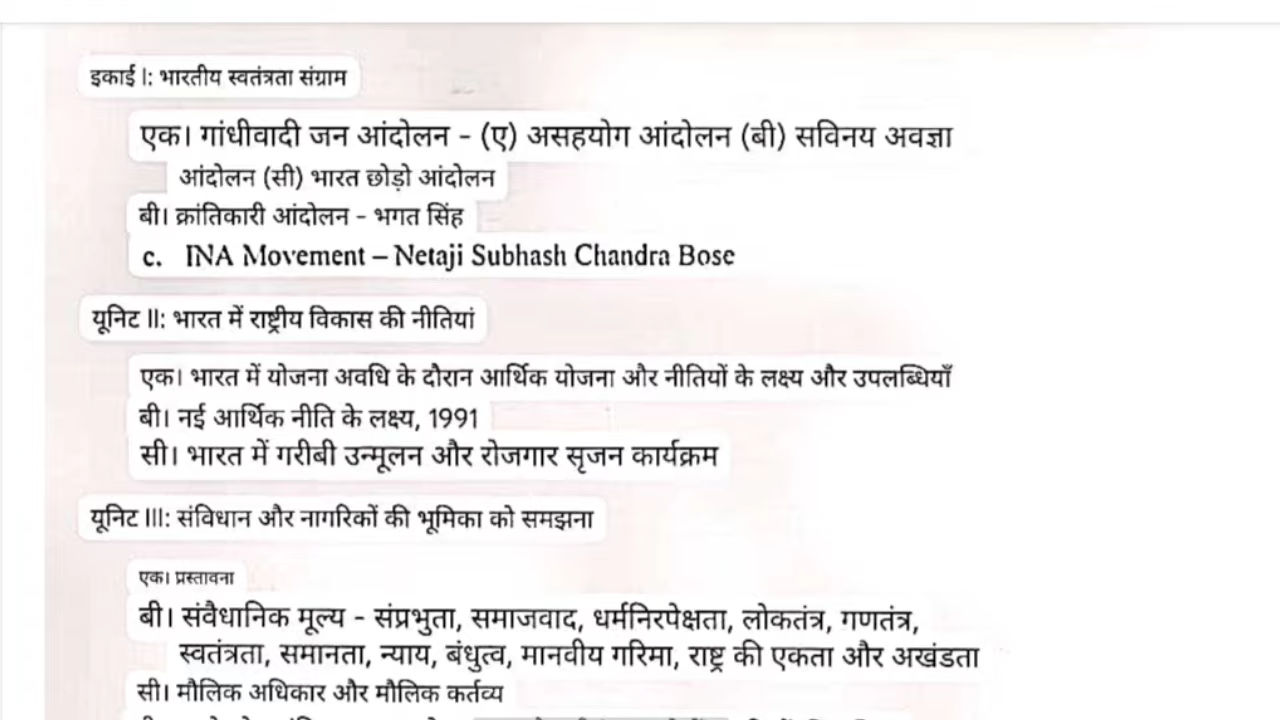 इकाई I: भारतीय स्वतंत्रता संग्राम
एक। गांधीवादी जन आंदोलन - (ए) असहयोग आंदोलन (बी) सविनय अवज्ञा
आंदोलन (सी) भारत छोड़ो आंदोलन
बी। क्रांतिकारी आंदोलन - भगत सिंह
c. INA Movement – Netaji Subhash Chandra Bose
यूनिट II: भारत में राष्ट्रीय विकास की नीतियां
एक। भारत में योजना अवधि के दौरान आर्थिक योजना और नीतियों के लक्ष्य और उपलब्धियाँ
बी। नई आर्थिक नीति के लक्ष्य, 1991
सी। भारत में गरीबी उन्मूलन और रोजगार सृजन कार्यक्रम
यूनिट III: संविधान और नागरिकों की भूमिका को समझना
एक। प्रस्तावना
बी। संवैधानिक मूल्य - संप्रभुता, समाजवाद, धर्मनिरपेक्षता, लोकतंत्र, गणतंत्र,
स्वतंत्रता, समानता, न्याय, बंधुत्व, मानवीय गरिमा, राष्ट्र की एकता और अखंडता
सी। मौलिक अधिकार और मौलिक कर्तव्य